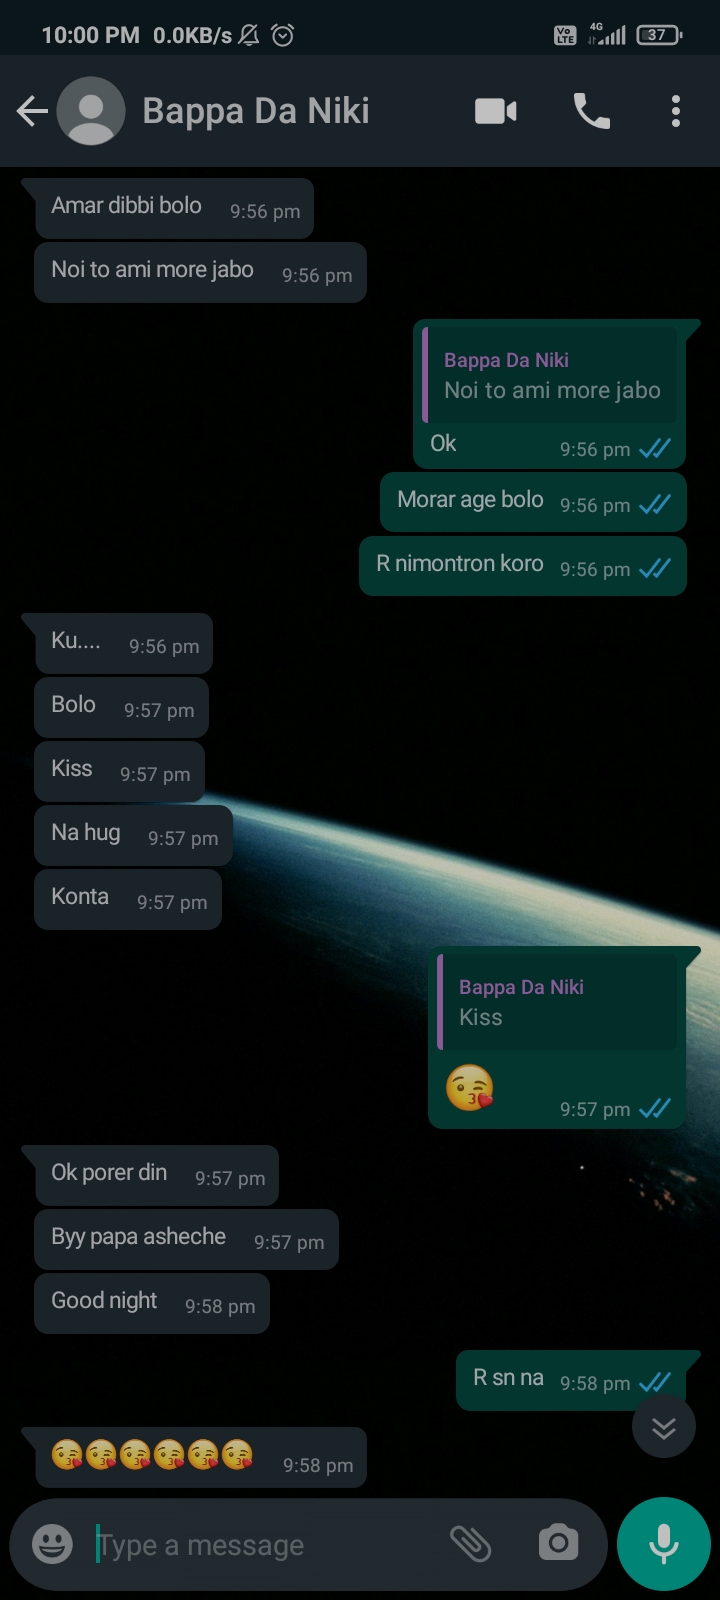 10:00 PM 0.0KB/s Vo LTE 4G 37
Bappa Da Niki
Amar dibbi bolo 9:56 pm
Noi to ami more jabo 9:56 pm
Bappa Da Niki
Noi to ami more jabo
Ok 9:56 pm
Morar age bolo 9:56 pm
R nimontron koro 9:56 pm
Ku.... 9:56 pm
Bolo 9:57 pm
Kiss 9:57 pm
Na hug 9:57 pm
Konta 9:57 pm
Bappa Da Niki
Kiss
😘 9:57 pm
Ok porer din 9:57 pm
Byy papa asheche 9:57 pm
Good night 9:58 pm
R sn na 9:58 pm
😘😘😘😘😘😘 9:58 pm
Type a message